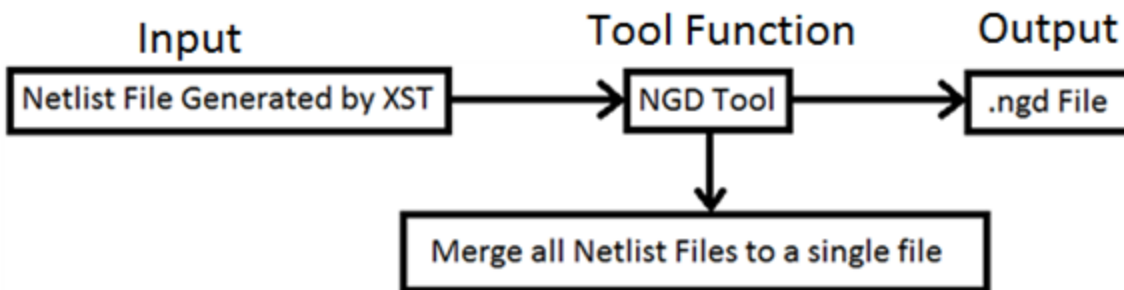 Input
Tool Function
Output
Netlist File Generated by XST
NGD Tool
.ngd File
Merge all Netlist Files to a single file